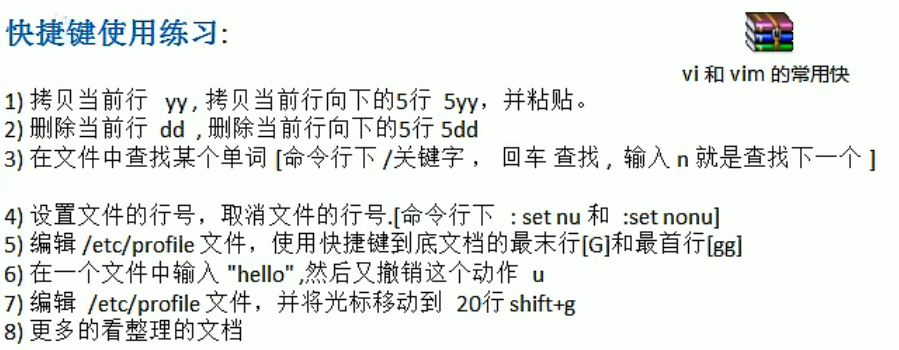 快捷键使用练习:
vi 和 vim 的常用快
1) 拷贝当前行 yy , 拷贝当前行向下的5行 5yy，并粘贴。
2) 删除当前行 dd , 删除当前行向下的5行 5dd
3) 在文件中查找某个单词 [命令行下 /关键字 ， 回车 查找 , 输入 n 就是查找下一个 ]
4) 设置文件的行号，取消文件的行号.[命令行下 : set nu 和 :set nonu]
5) 编辑 /etc/profile 文件，使用快捷键到底文档的最末行[G]和最首行[gg]
6) 在一个文件中输入 "hello" ,然后又撤销这个动作 u
7) 编辑 /etc/profile 文件，并将光标移动到 20行 shift+g
8) 更多的看整理的文档